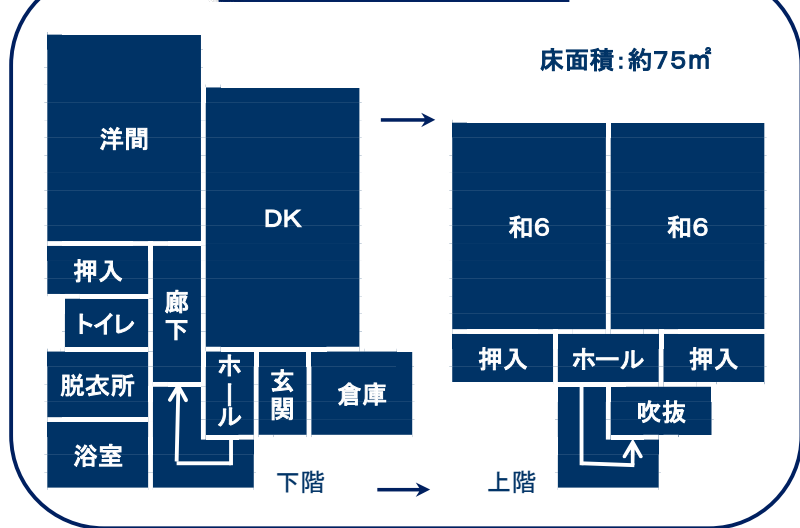 床面積：約75㎡
洋間
DK
押入
トイレ
廊下
脱衣所
浴室
ホール
玄関
倉庫
下階
和6
和6
押入
ホール
押入
吹抜
上階